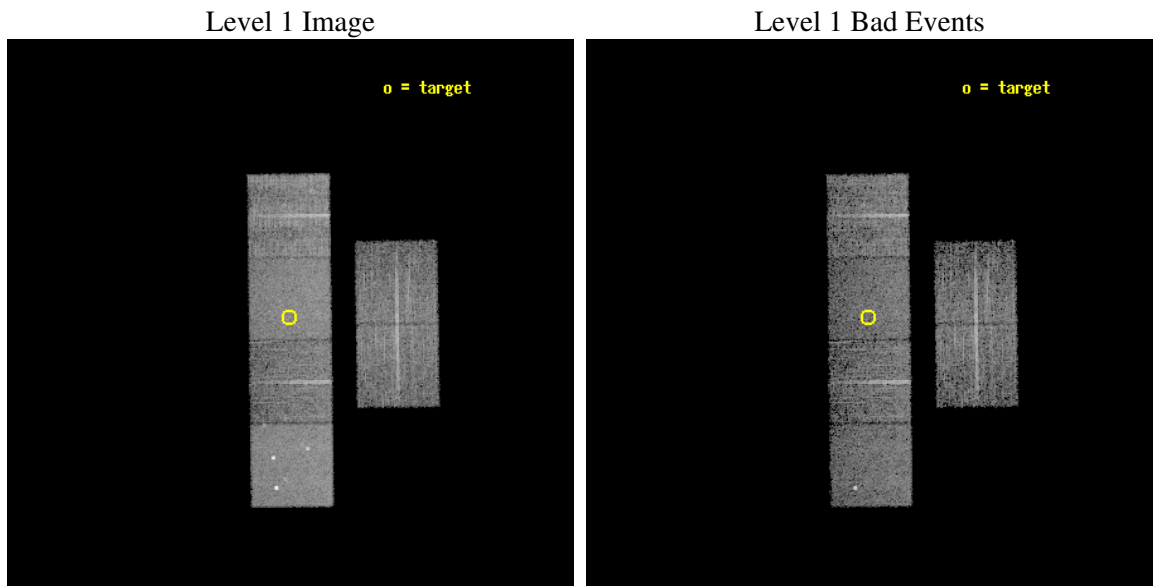 Level 1 Image
Level 1 Bad Events
o = target
o = target